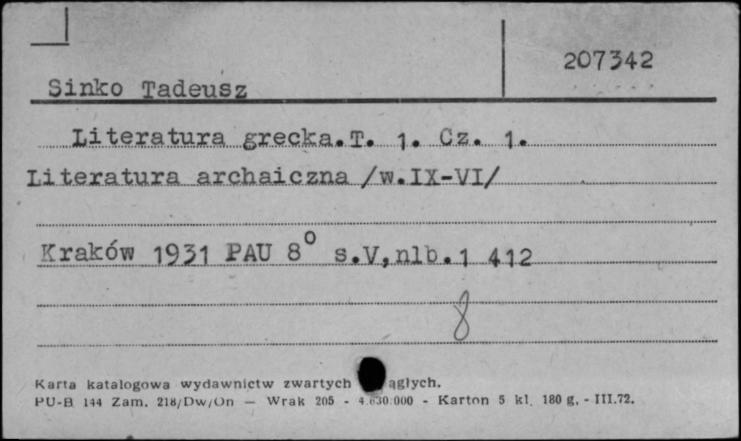 207342
Sinko Tadeusz
Literatura grecka.T. 1. Cz. 1.
Literatura archaiczna /w.IX-VI/
Kraków 1931 PAU 8° s.V,nlb.1 412
8
Karta katalogowa wydawnictw zwartych ągłych.
PU-B 144 Zam. 218/Dw/On — Wrak 205 - 4.630.000 - Karton 5 kl. 180 g. - III.72.